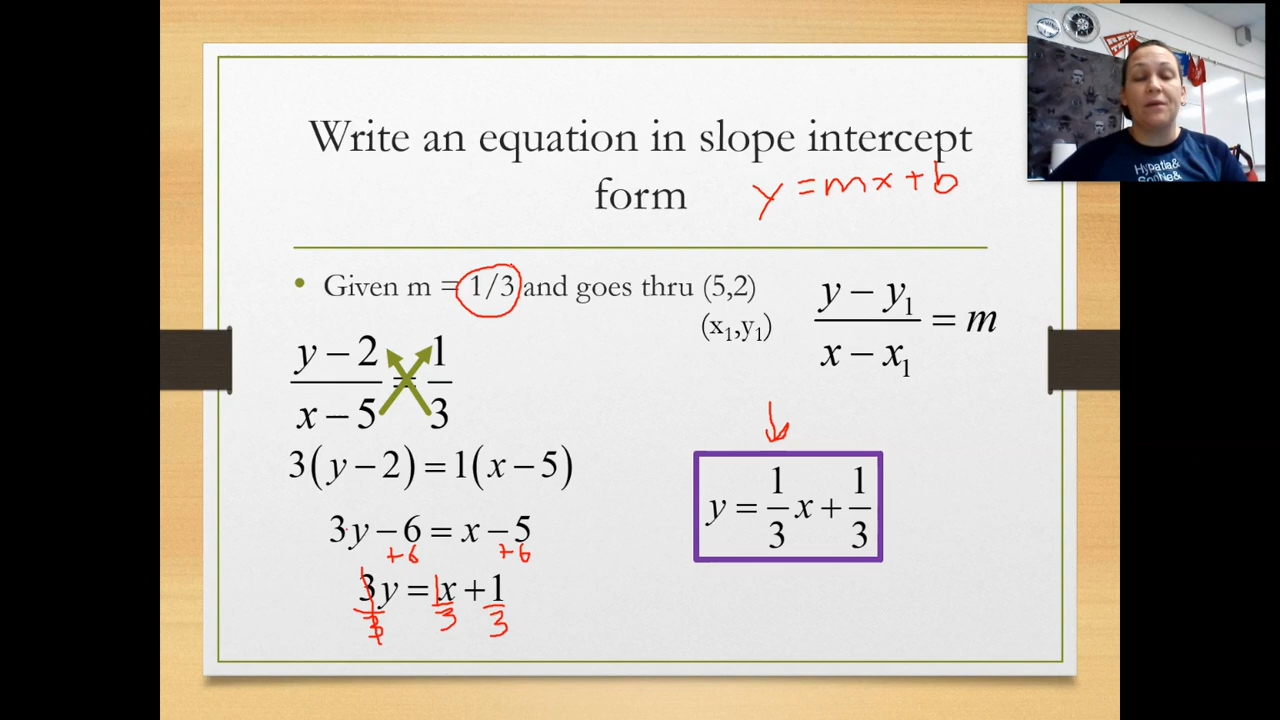 Write an equation in slope intercept
form
y = mx + b
• Given m = 1/3 and goes thru (5,2)
(x₁,y₁)
(y − y₁)/(x − x₁) = m
(y − 2)/(x − 5) = 1/3
3(y − 2) = 1(x − 5)
3y − 6 = x − 5
+6 +6
3y = 1x + 1
3 3 3
y = 1/3 x + 1/3
Hypatia&